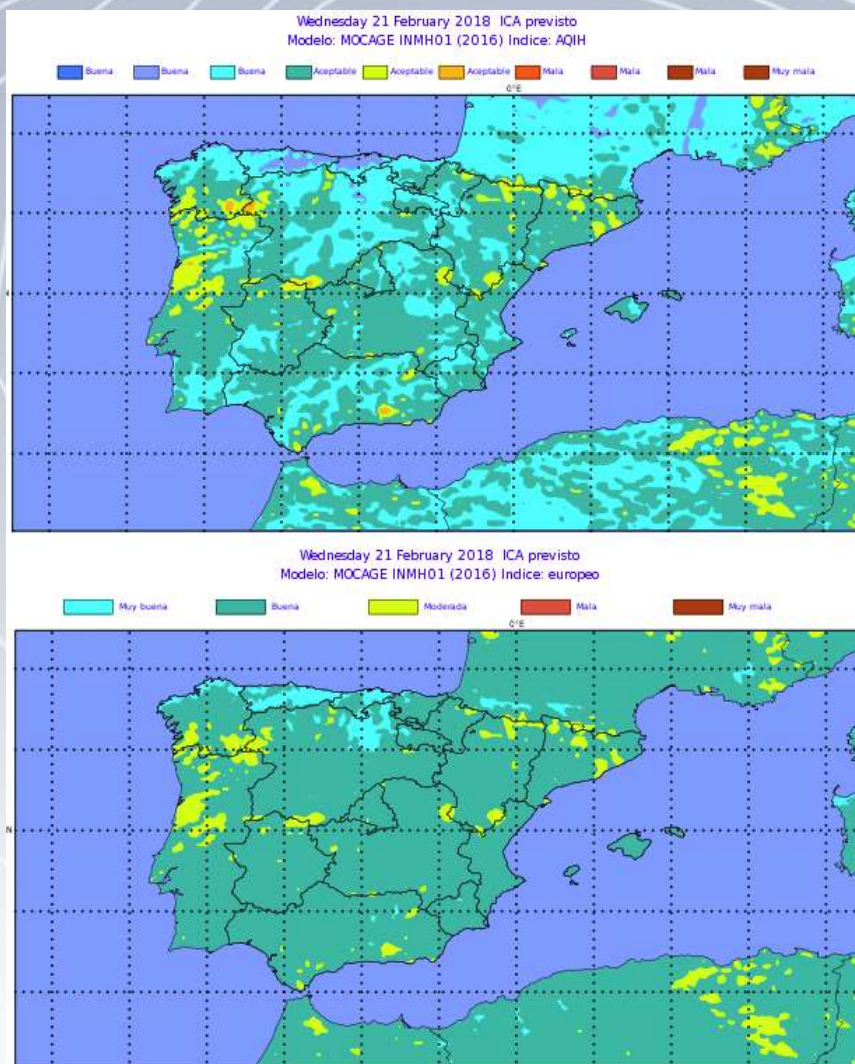 Wednesday 21 February 2018 ICA previsto
Modelo: MOCAGE INMH01 (2016) Indice: AQIH
Buena Buena Buena Aceptable Aceptable Aceptable Mala Mala Mala Muy mala
0°E
N
Wednesday 21 February 2018 ICA previsto
Modelo: MOCAGE INMH01 (2016) Indice: europeo
Muy buena Buena Moderada Mala Muy mala
0°E
N